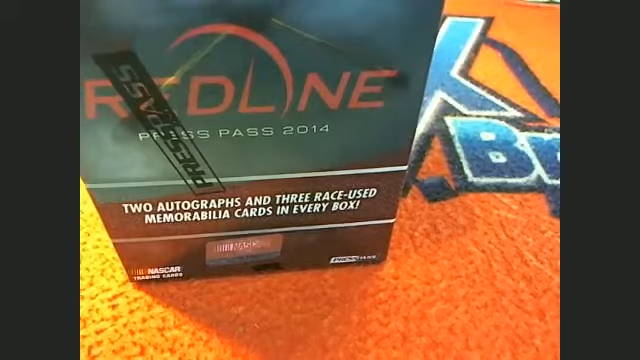 REDLINE
PRESS PASS 2014
PRESS PASS
TWO AUTOGRAPHS AND THREE RACE-USED
MEMORABILIA CARDS IN EVERY BOX!
NASCAR
NASCAR
TRADING CARDS
PRESS PASS